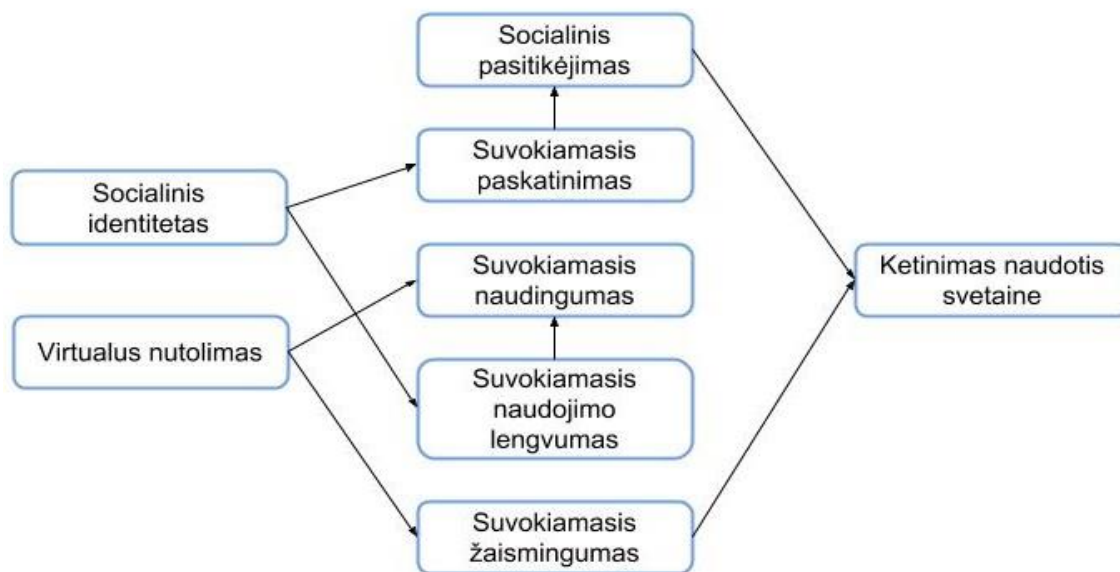 Socialinis
pasitikėjimas
Suvokiamasis
paskatinimas
Socialinis
identitetas
Suvokiamasis
naudingumas
Ketinimas naudotis
svetaine
Virtualus nutolimas
Suvokiamasis
naudojimo
lengvumas
Suvokiamasis
žaismingumas